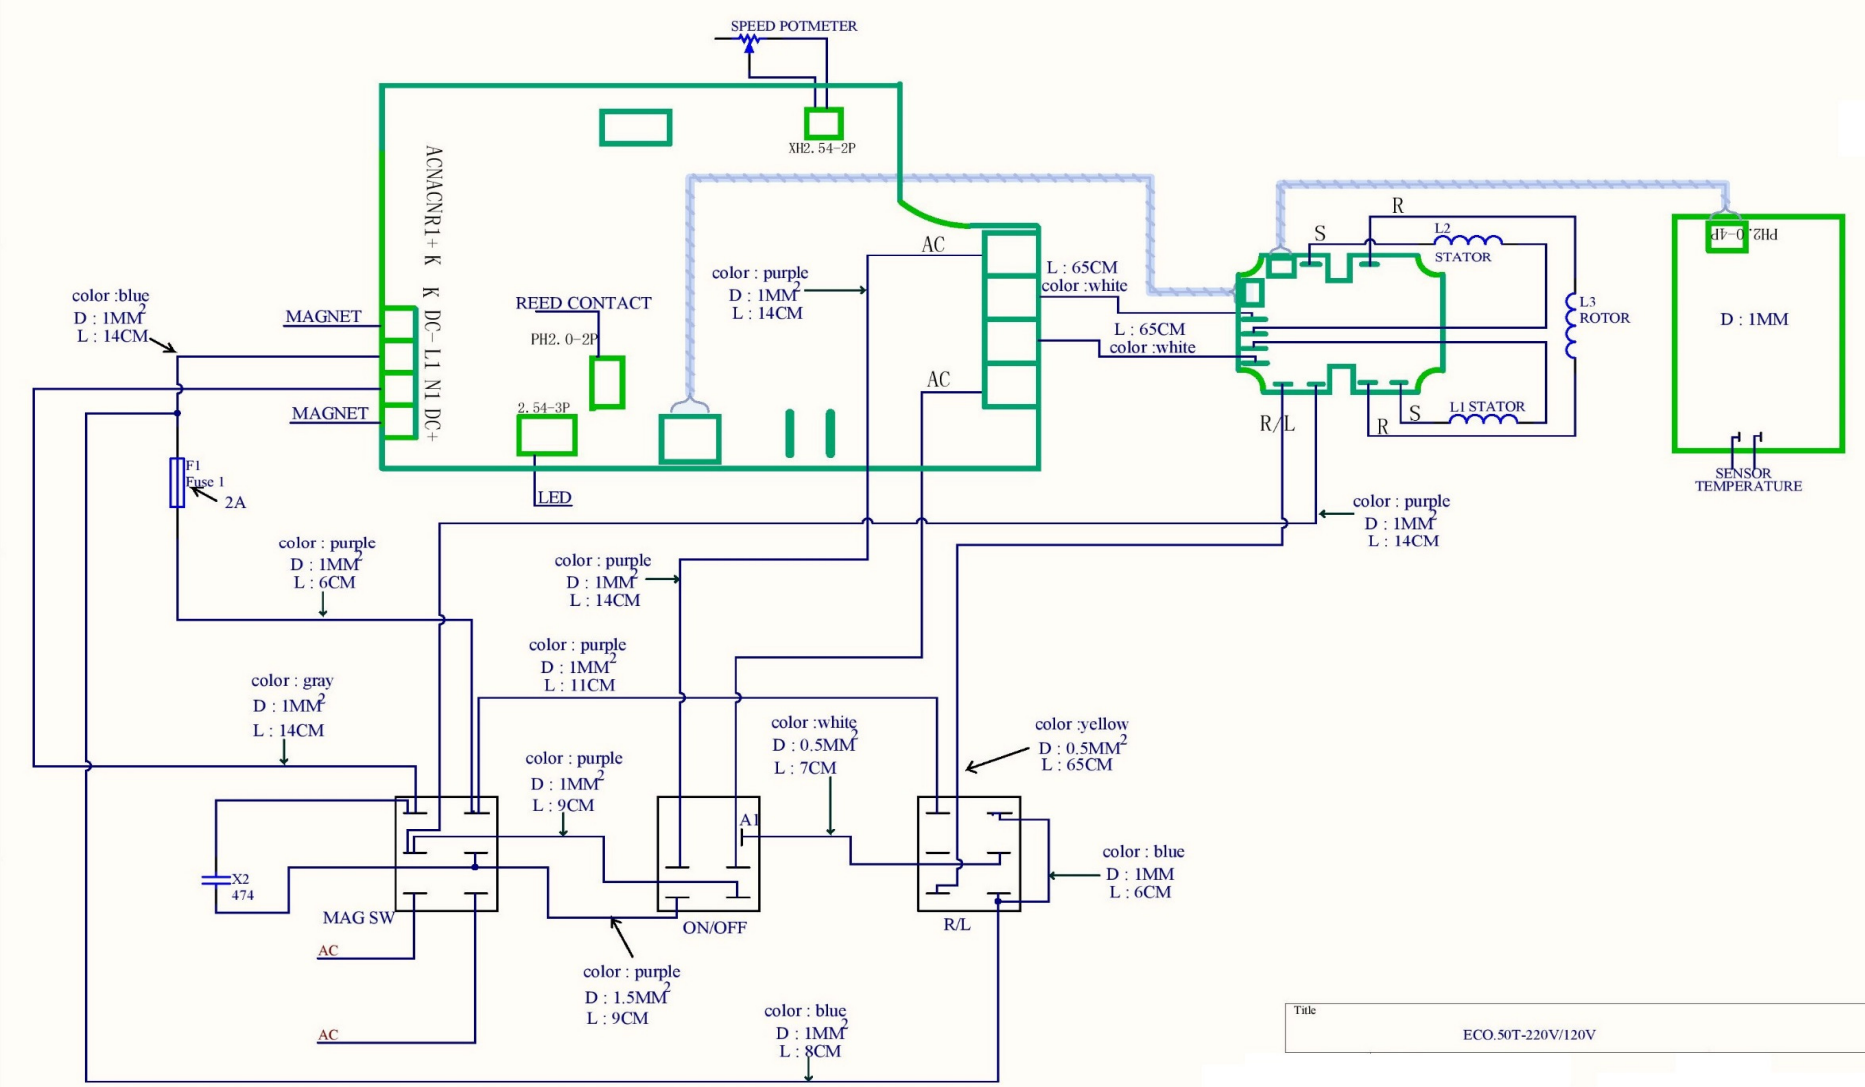 SPEED POTMETER
XH2.54-2P
ACNACNR1+ K K DC- L1 N1 DC+
AC
color : purple
D : 1MM2
L : 14CM
REED CONTACT
PH2.0-2P
2.54-3P
LED
AC
MAGNET
MAGNET
color :blue
D : 1MM2
L : 14CM
F1
Fuse 1
2A
L : 65CM
color :white
L : 65CM
color :white
S
R
L2
STATOR
L3
ROTOR
L1 STATOR
S
R
R/L
PH2.0-4P
D : 1MM
SENSOR
TEMPERATURE
color : purple
D : 1MM2
L : 14CM
color : purple
D : 1MM2
L : 6CM
color : purple
D : 1MM2
L : 14CM
color : purple
D : 1MM2
L : 11CM
color : gray
D : 1MM2
L : 14CM
color : purple
D : 1MM2
L : 9CM
color :white
D : 0.5MM2
L : 7CM
color :yellow
D : 0.5MM2
L : 65CM
A1
color : blue
D : 1MM
L : 6CM
X2
474
MAG SW
ON/OFF
R/L
AC
AC
color : purple
D : 1.5MM2
L : 9CM
color : blue
D : 1MM2
L : 8CM
Title
ECO.50T-220V/120V